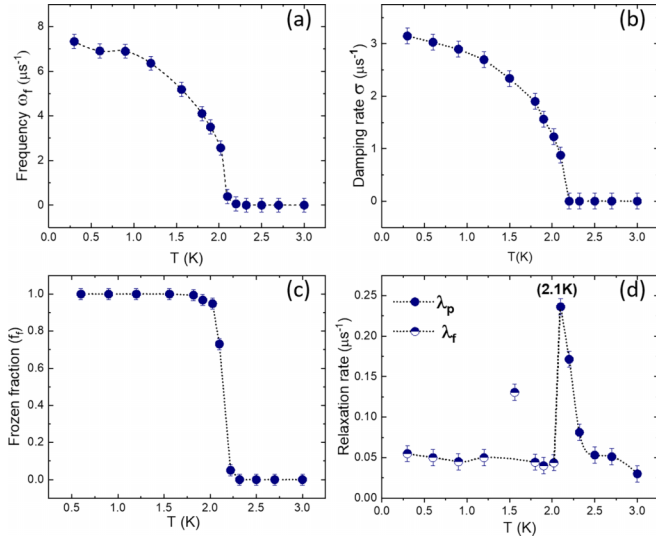 (a)
Frequency ω_f (μs⁻¹)
8
6
4
2
0
0.0 0.5 1.0 1.5 2.0 2.5 3.0
T (K)
(b)
Damping rate σ (μs⁻¹)
3
2
1
0
0.0 0.5 1.0 1.5 2.0 2.5 3.0
T(K)
(c)
Frozen fraction (f_f)
1.0
0.8
0.6
0.4
0.2
0.0
0.5 1.0 1.5 2.0 2.5 3.0
T (K)
(2.1K) (d)
λ_p
λ_f
Relaxation rate (μs⁻¹)
0.25
0.20
0.15
0.10
0.05
0.00
0.0 0.5 1.0 1.5 2.0 2.5 3.0
T (K)